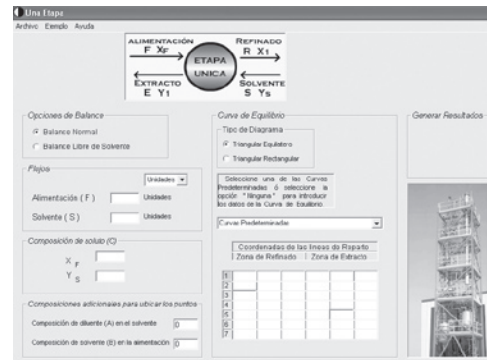 Una Etapa
Archivo Ejemplo Ayuda
ALIMENTACIÓN
F XF
REFINADO
R X1
ETAPA
UNICA
EXTRACTO
E Y1
SOLVENTE
S YS
Opciones de Balance
Balance Normal
Balance Libre de Solvente
Flujos
Unidades
Alimentación ( F )
Unidades
Solvente ( S )
Unidades
Composición de soluto (C)
X F
Y S
Composiciones adicionales para ubicar los puntos
Composición de diluente (A) en el solvente
0
Composición de solvente (B) en la alimentación
0
Curva de Equilibrio
Tipo de Diagrama
Triangular Equilatero
Triangular Rectangular
Seleccione una de las Curvas
Predeterminadas ó seleccione la
opción "Ninguna" para introducir
los datos de la Curva de Equilibrio.
Curvas Predeterminadas
Coordenadas de las lineas de Reparto
Zona de Refinado
Zona de Extracto
1
2
3
4
5
6
7
Generar Resultados